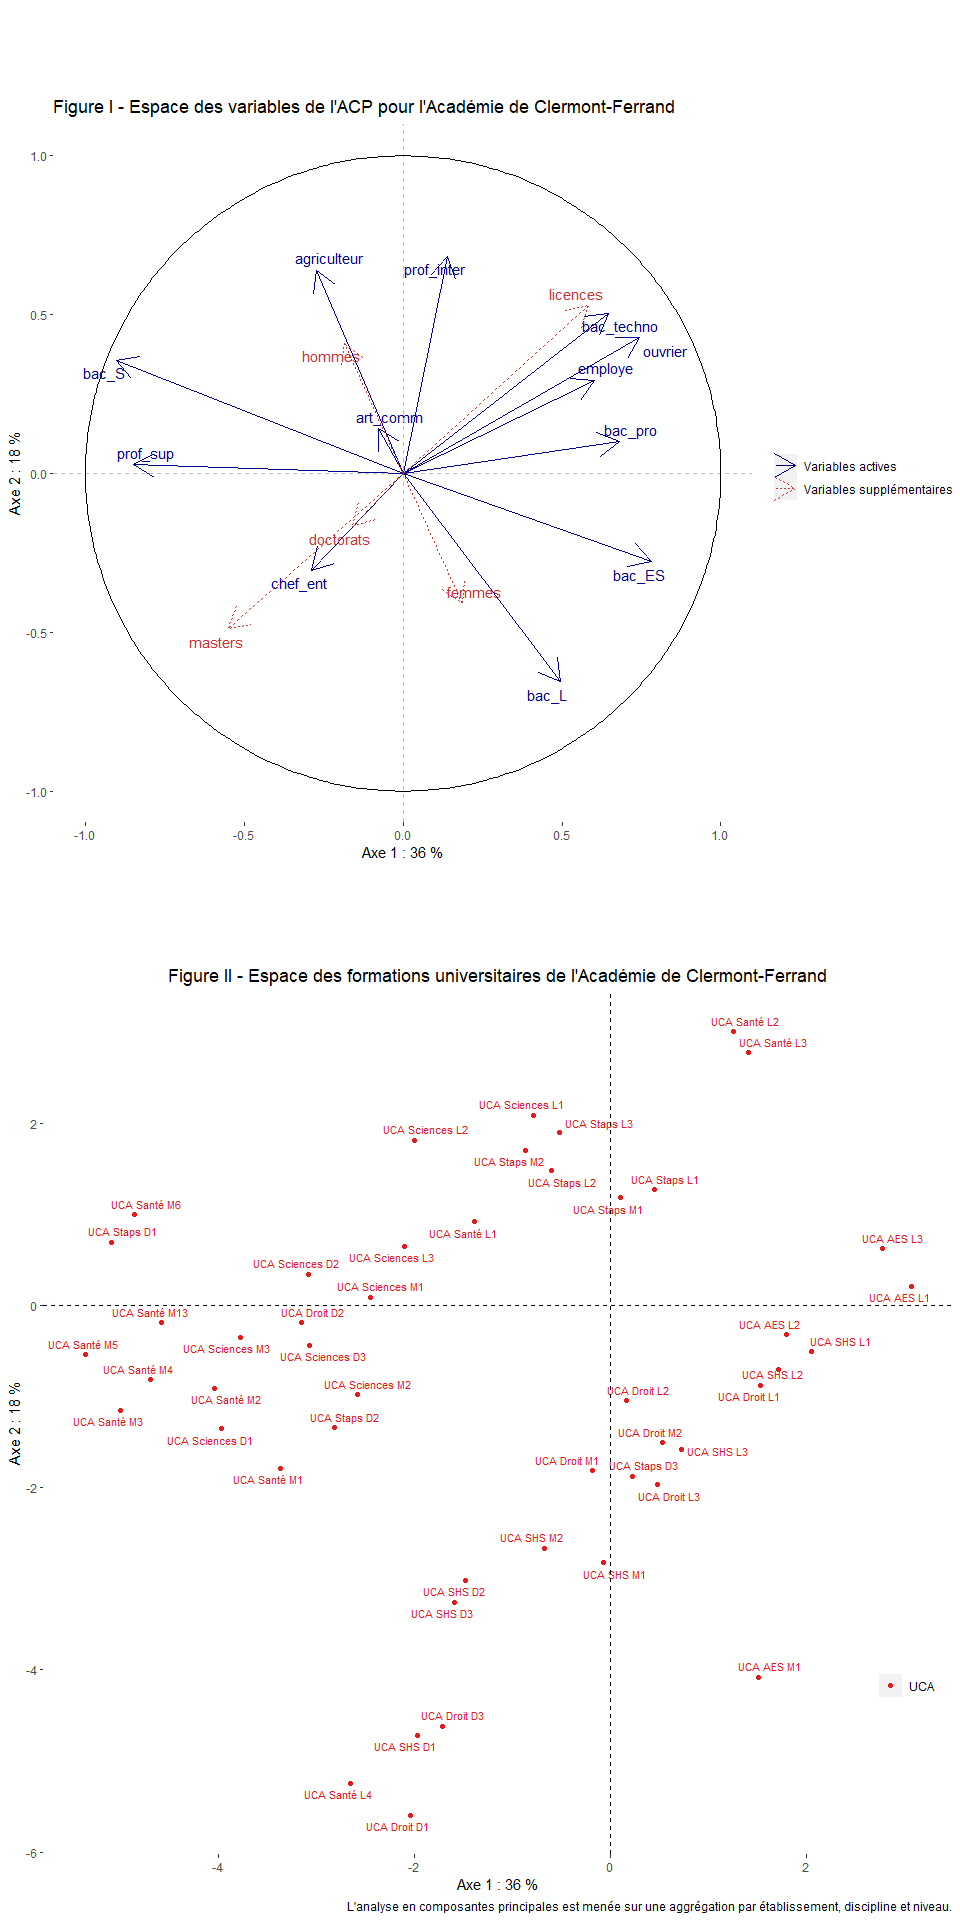 Figure I - Espace des variables de l'ACP pour l'Académie de Clermont-Ferrand
1.0
agriculteur
prof_inter
licences
0.5
bac_techno
hommes
ouvrier
bac_S
employe
art_comm
bac_pro
prof_sup
Axe 2 : 18 %
0.0
Variables actives
Variables supplémentaires
doctorats
bac_ES
chef_ent
femmes
-0.5
masters
bac_L
-1.0
-1.0
-0.5
0.0
0.5
1.0
Axe 1 : 36 %
Figure II - Espace des formations universitaires de l'Académie de Clermont-Ferrand
UCA Santé L2
UCA Santé L3
UCA Sciences L1
2
UCA Staps L3
UCA Sciences L2
UCA Staps M2
UCA Staps L2
UCA Staps L1
UCA Santé M6
UCA Staps M1
UCA Staps D1
UCA Santé L1
UCA AES L3
UCA Sciences L3
UCA Sciences D2
UCA Sciences M1
UCA AES L1
0
UCA Santé M13
UCA Droit D2
UCA AES L2
UCA Santé M5
UCA Sciences M3
UCA Sciences D3
UCA SHS L1
UCA Santé M4
UCA SHS L2
UCA Sciences M2
UCA Droit L2
UCA Droit L1
UCA Santé M2
UCA Santé M3
UCA Staps D2
Axe 2 : 18 %
UCA Sciences D1
UCA Droit M2
UCA SHS L3
UCA Droit M1
UCA Staps D3
UCA Santé M1
-2
UCA Droit L3
UCA SHS M2
UCA SHS M1
UCA SHS D2
UCA SHS D3
-4
UCA AES M1
UCA
UCA Droit D3
UCA SHS D1
UCA Santé L4
UCA Droit D1
-6
-4
-2
0
2
Axe 1 : 36 %
L'analyse en composantes principales est menée sur une aggrégation par établissement, discipline et niveau.